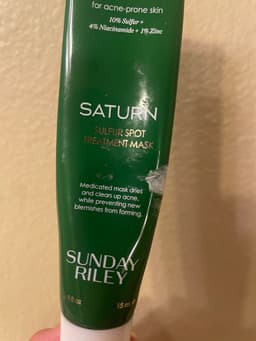 for acne-prone skin
10% Sulfur +
4% Niacinamide + 1% Zinc
SATURN
SULFUR SPOT
TREATMENT MASK
Medicated mask dries
and clears up acne,
while preventing new
blemishes from forming.
SUNDAY
RILEY
oz 15 ml